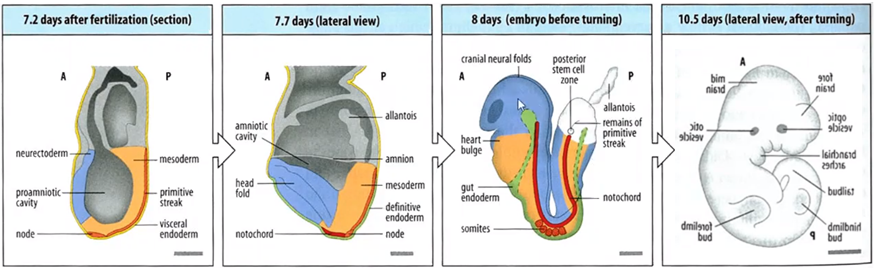 7.2 days after fertilization (section)
A
P
neurectoderm
mesoderm
proamniotic
cavity
primitive
streak
node
visceral
endoderm
7.7 days (lateral view)
A
P
amniotic
cavity
allantois
amnion
head
fold
mesoderm
definitive
endoderm
notochord
node
8 days (embryo before turning)
cranial neural folds
posterior
stem cell
zone
A
P
allantois
remains of
primitive
streak
heart
bulge
gut
endoderm
notochord
somites
10.5 days (lateral view, after turning)
A
mid
brain
fore
brain
optic
vesicle
optic
vesicle
branchial
arches
tailbud
forelimb
bud
hindlimb
bud
P